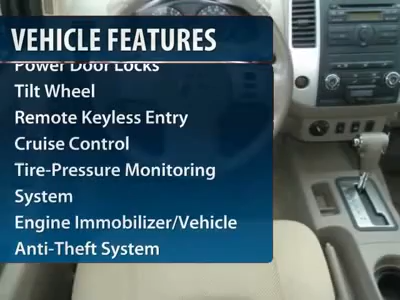 VEHICLE FEATURES
Power Door Locks
Tilt Wheel
Remote Keyless Entry
Cruise Control
Tire-Pressure Monitoring
System
Engine Immobilizer/Vehicle
Anti-Theft System